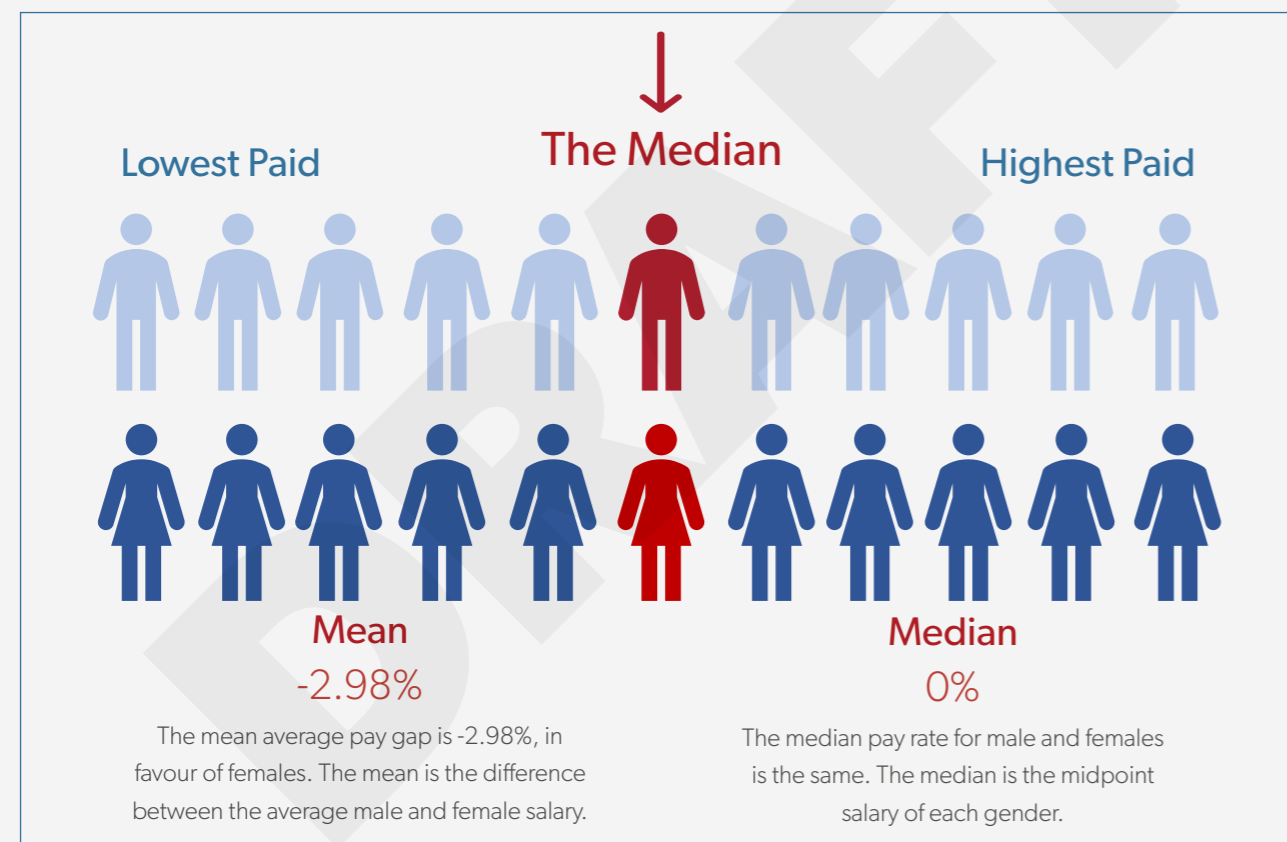 The Median
Lowest Paid
Highest Paid
Mean
-2.98%
The mean average pay gap is -2.98%, in
favour of females. The mean is the difference
between the average male and female salary.
Median
0%
The median pay rate for male and females
is the same. The median is the midpoint
salary of each gender.
DRAFT